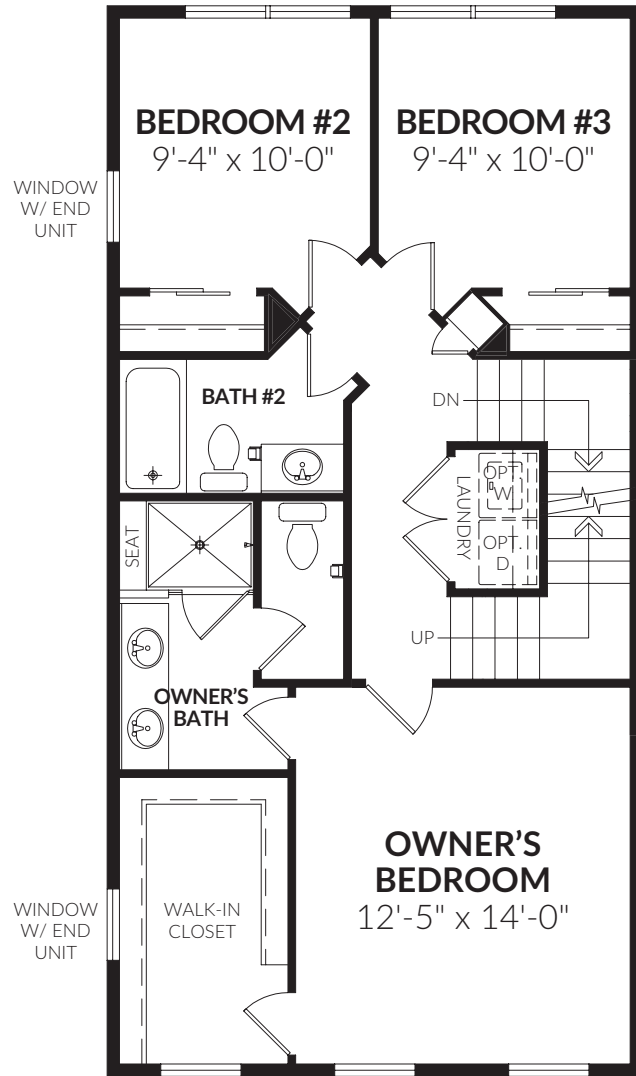 BEDROOM #2
9'-4" x 10'-0"
BEDROOM #3
9'-4" x 10'-0"
WINDOW
W/ END
UNIT
BATH #2
DN
OPT.
W
LAUNDRY
OPT.
D
SEAT
UP
OWNER'S
BATH
OWNER'S
BEDROOM
12'-5" x 14'-0"
WINDOW
W/ END
UNIT
WALK-IN
CLOSET